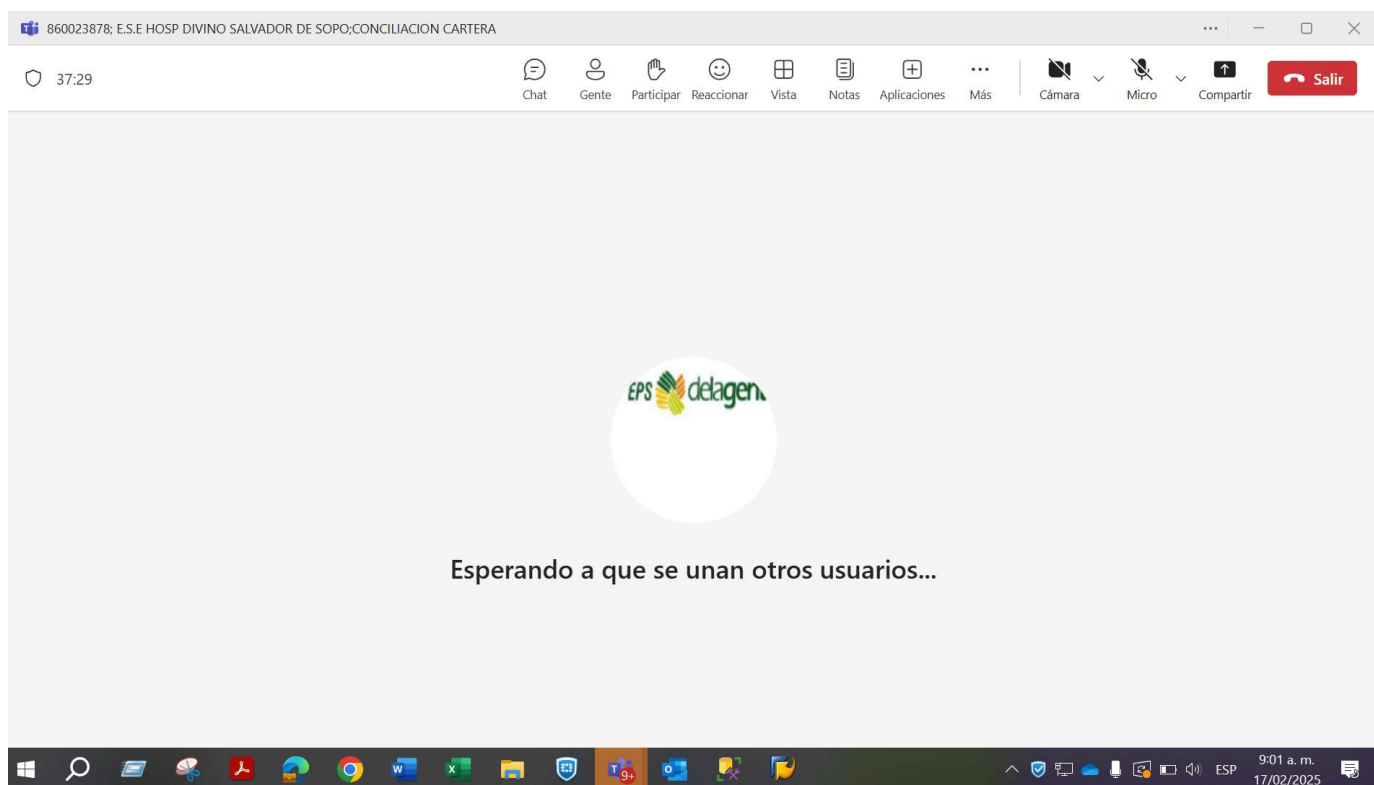 860023878; E.S.E HOSP DIVINO SALVADOR DE SOPO;CONCILIACION CARTERA
37:29
Chat
Gente
Participar
Reaccionar
Vista
Notas
Aplicaciones
Más
Cámara
Micro
Compartir
Salir
EPS delagen
Esperando a que se unan otros usuarios...
9+
ESP
9:01 a. m.
17/02/2025